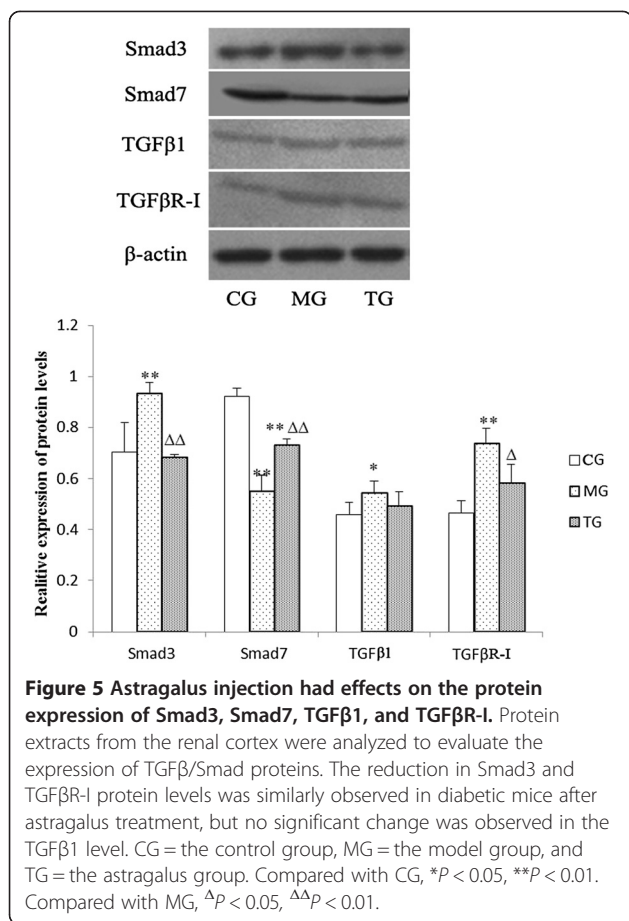 Smad3
Smad7
TGFβ1
TGFβR-I
β-actin
CG MG TG
Realitive expression of protein levels
1.2
1
0.8
0.6
0.4
0.2
0
**
ΔΔ
**
** ΔΔ
*
**
Δ
CG
MG
TG
Smad3 Smad7 TGFβ1 TGFβR-I
Figure 5 Astragalus injection had effects on the protein
expression of Smad3, Smad7, TGFβ1, and TGFβR-I. Protein
extracts from the renal cortex were analyzed to evaluate the
expression of TGFβ/Smad proteins. The reduction in Smad3 and
TGFβR-I protein levels was similarly observed in diabetic mice after
astragalus treatment, but no significant change was observed in the
TGFβ1 level. CG = the control group, MG = the model group, and
TG = the astragalus group. Compared with CG, *P < 0.05, **P < 0.01.
Compared with MG, ΔP < 0.05, ΔΔP < 0.01.